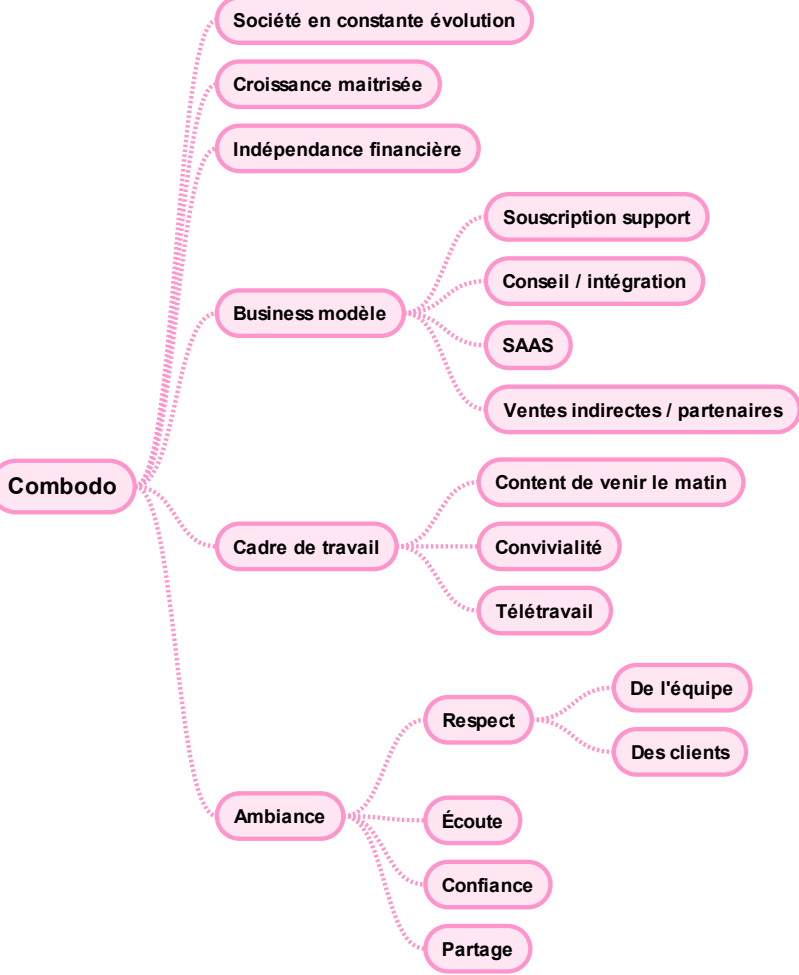 Société en constante évolution
Croissance maitrisée
Indépendance financière
Business modèle
Souscription support
Conseil / intégration
SAAS
Ventes indirectes / partenaires
Combodo
Cadre de travail
Content de venir le matin
Convivialité
Télétravail
Ambiance
Respect
De l'équipe
Des clients
Écoute
Confiance
Partage